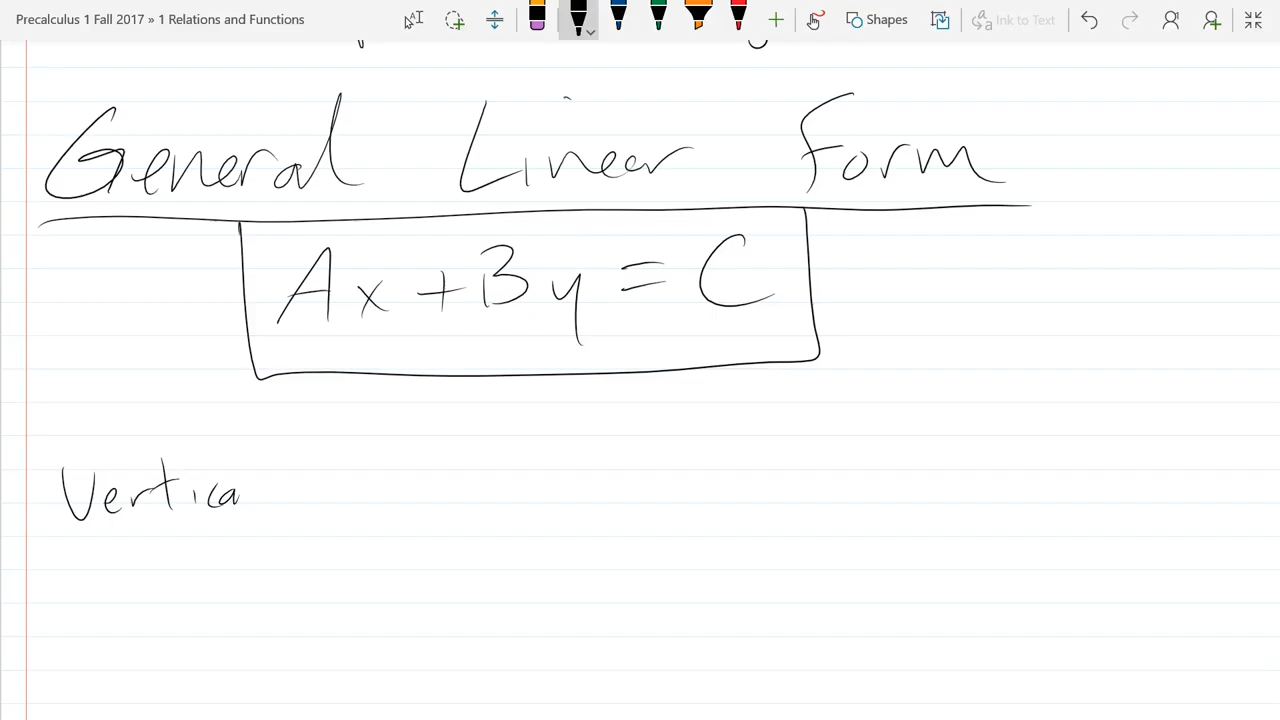 Precalculus 1 Fall 2017 » 1 Relations and Functions
Shapes
Ink to Text
General Linear Form
Ax + By = C
Vertica